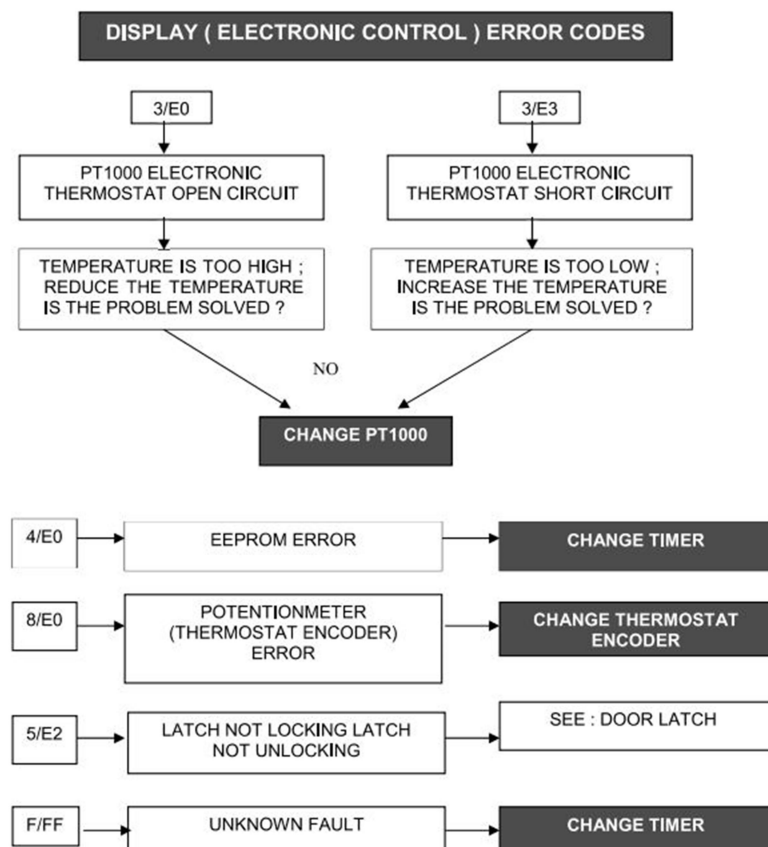 DISPLAY ( ELECTRONIC CONTROL ) ERROR CODES
3/E0
PT1000 ELECTRONIC
THERMOSTAT OPEN CIRCUIT
TEMPERATURE IS TOO HIGH ;
REDUCE THE TEMPERATURE
IS THE PROBLEM SOLVED ?
3/E3
PT1000 ELECTRONIC
THERMOSTAT SHORT CIRCUIT
TEMPERATURE IS TOO LOW ;
INCREASE THE TEMPERATURE
IS THE PROBLEM SOLVED ?
NO
CHANGE PT1000
4/E0
EEPROM ERROR
CHANGE TIMER
8/E0
POTENTIONMETER
(THERMOSTAT ENCODER)
ERROR
CHANGE THERMOSTAT
ENCODER
5/E2
LATCH NOT LOCKING LATCH
NOT UNLOCKING
SEE : DOOR LATCH
F/FF
UNKNOWN FAULT
CHANGE TIMER